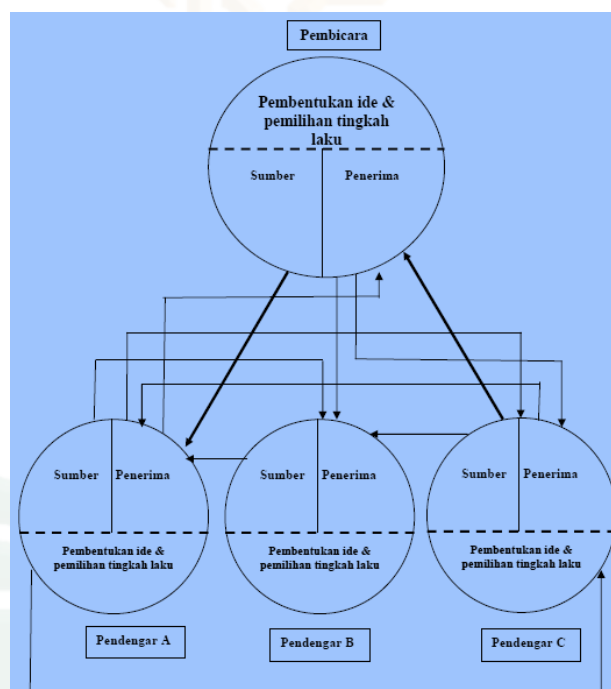 Pembicara
Pembentukan ide &
pemilihan tingkah
laku
Sumber
Penerima
Sumber
Penerima
Pembentukan ide &
pemilihan tingkah laku
Sumber
Penerima
Pembentukan ide &
pemilihan tingkah laku
Sumber
Penerima
Pembentukan ide &
pemilihan tingkah laku
Pendengar A
Pendengar B
Pendengar C